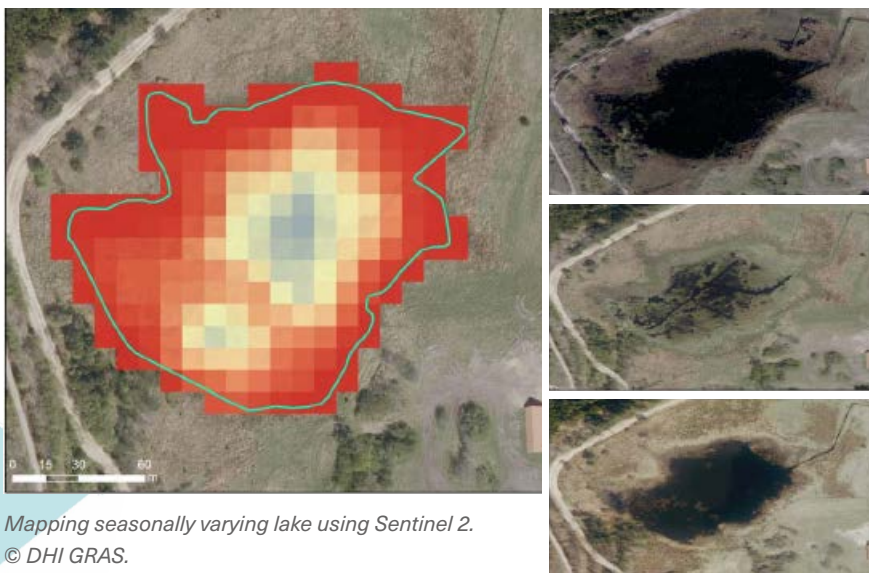 0 15 30 60
m
Mapping seasonally varying lake using Sentinel 2.
© DHI GRAS.